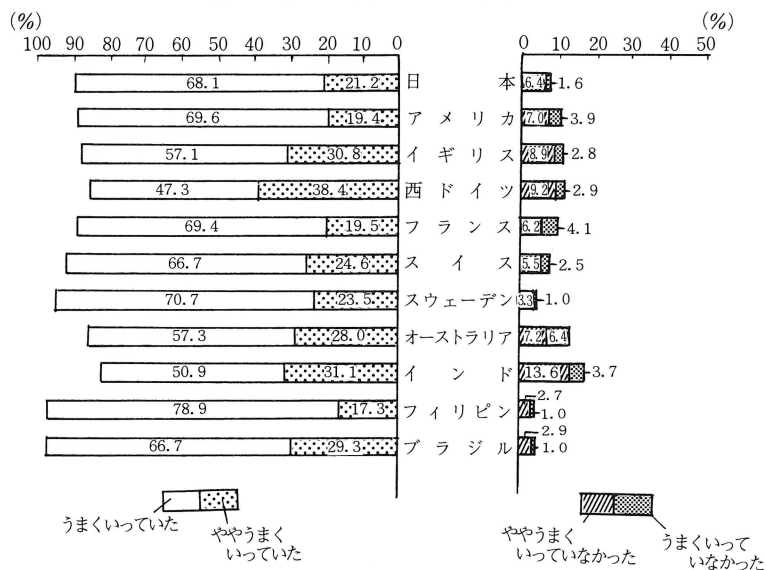 (%) (%)
100 90 80 70 60 50 40 30 20 10 0 0 10 20 30 40 50
68.1 21.2 日本 6.4 1.6
69.6 19.4 アメリカ 7.0 3.9
57.1 30.8 イギリス 8.9 2.8
47.3 38.4 西ドイツ 9.2 2.9
69.4 19.5 フランス 6.2 4.1
66.7 24.6 スイス 5.5 2.5
70.7 23.5 スウェーデン 3.3 1.0
57.3 28.0 オーストラリア 7.2 6.4
50.9 31.1 インド 13.6 3.7
78.9 17.3 フィリピン 2.7 1.0
66.7 29.3 ブラジル 2.9 1.0
うまくいっていた
ややうまく
いっていた
ややうまく
いっていなかった
うまくいって
いなかった